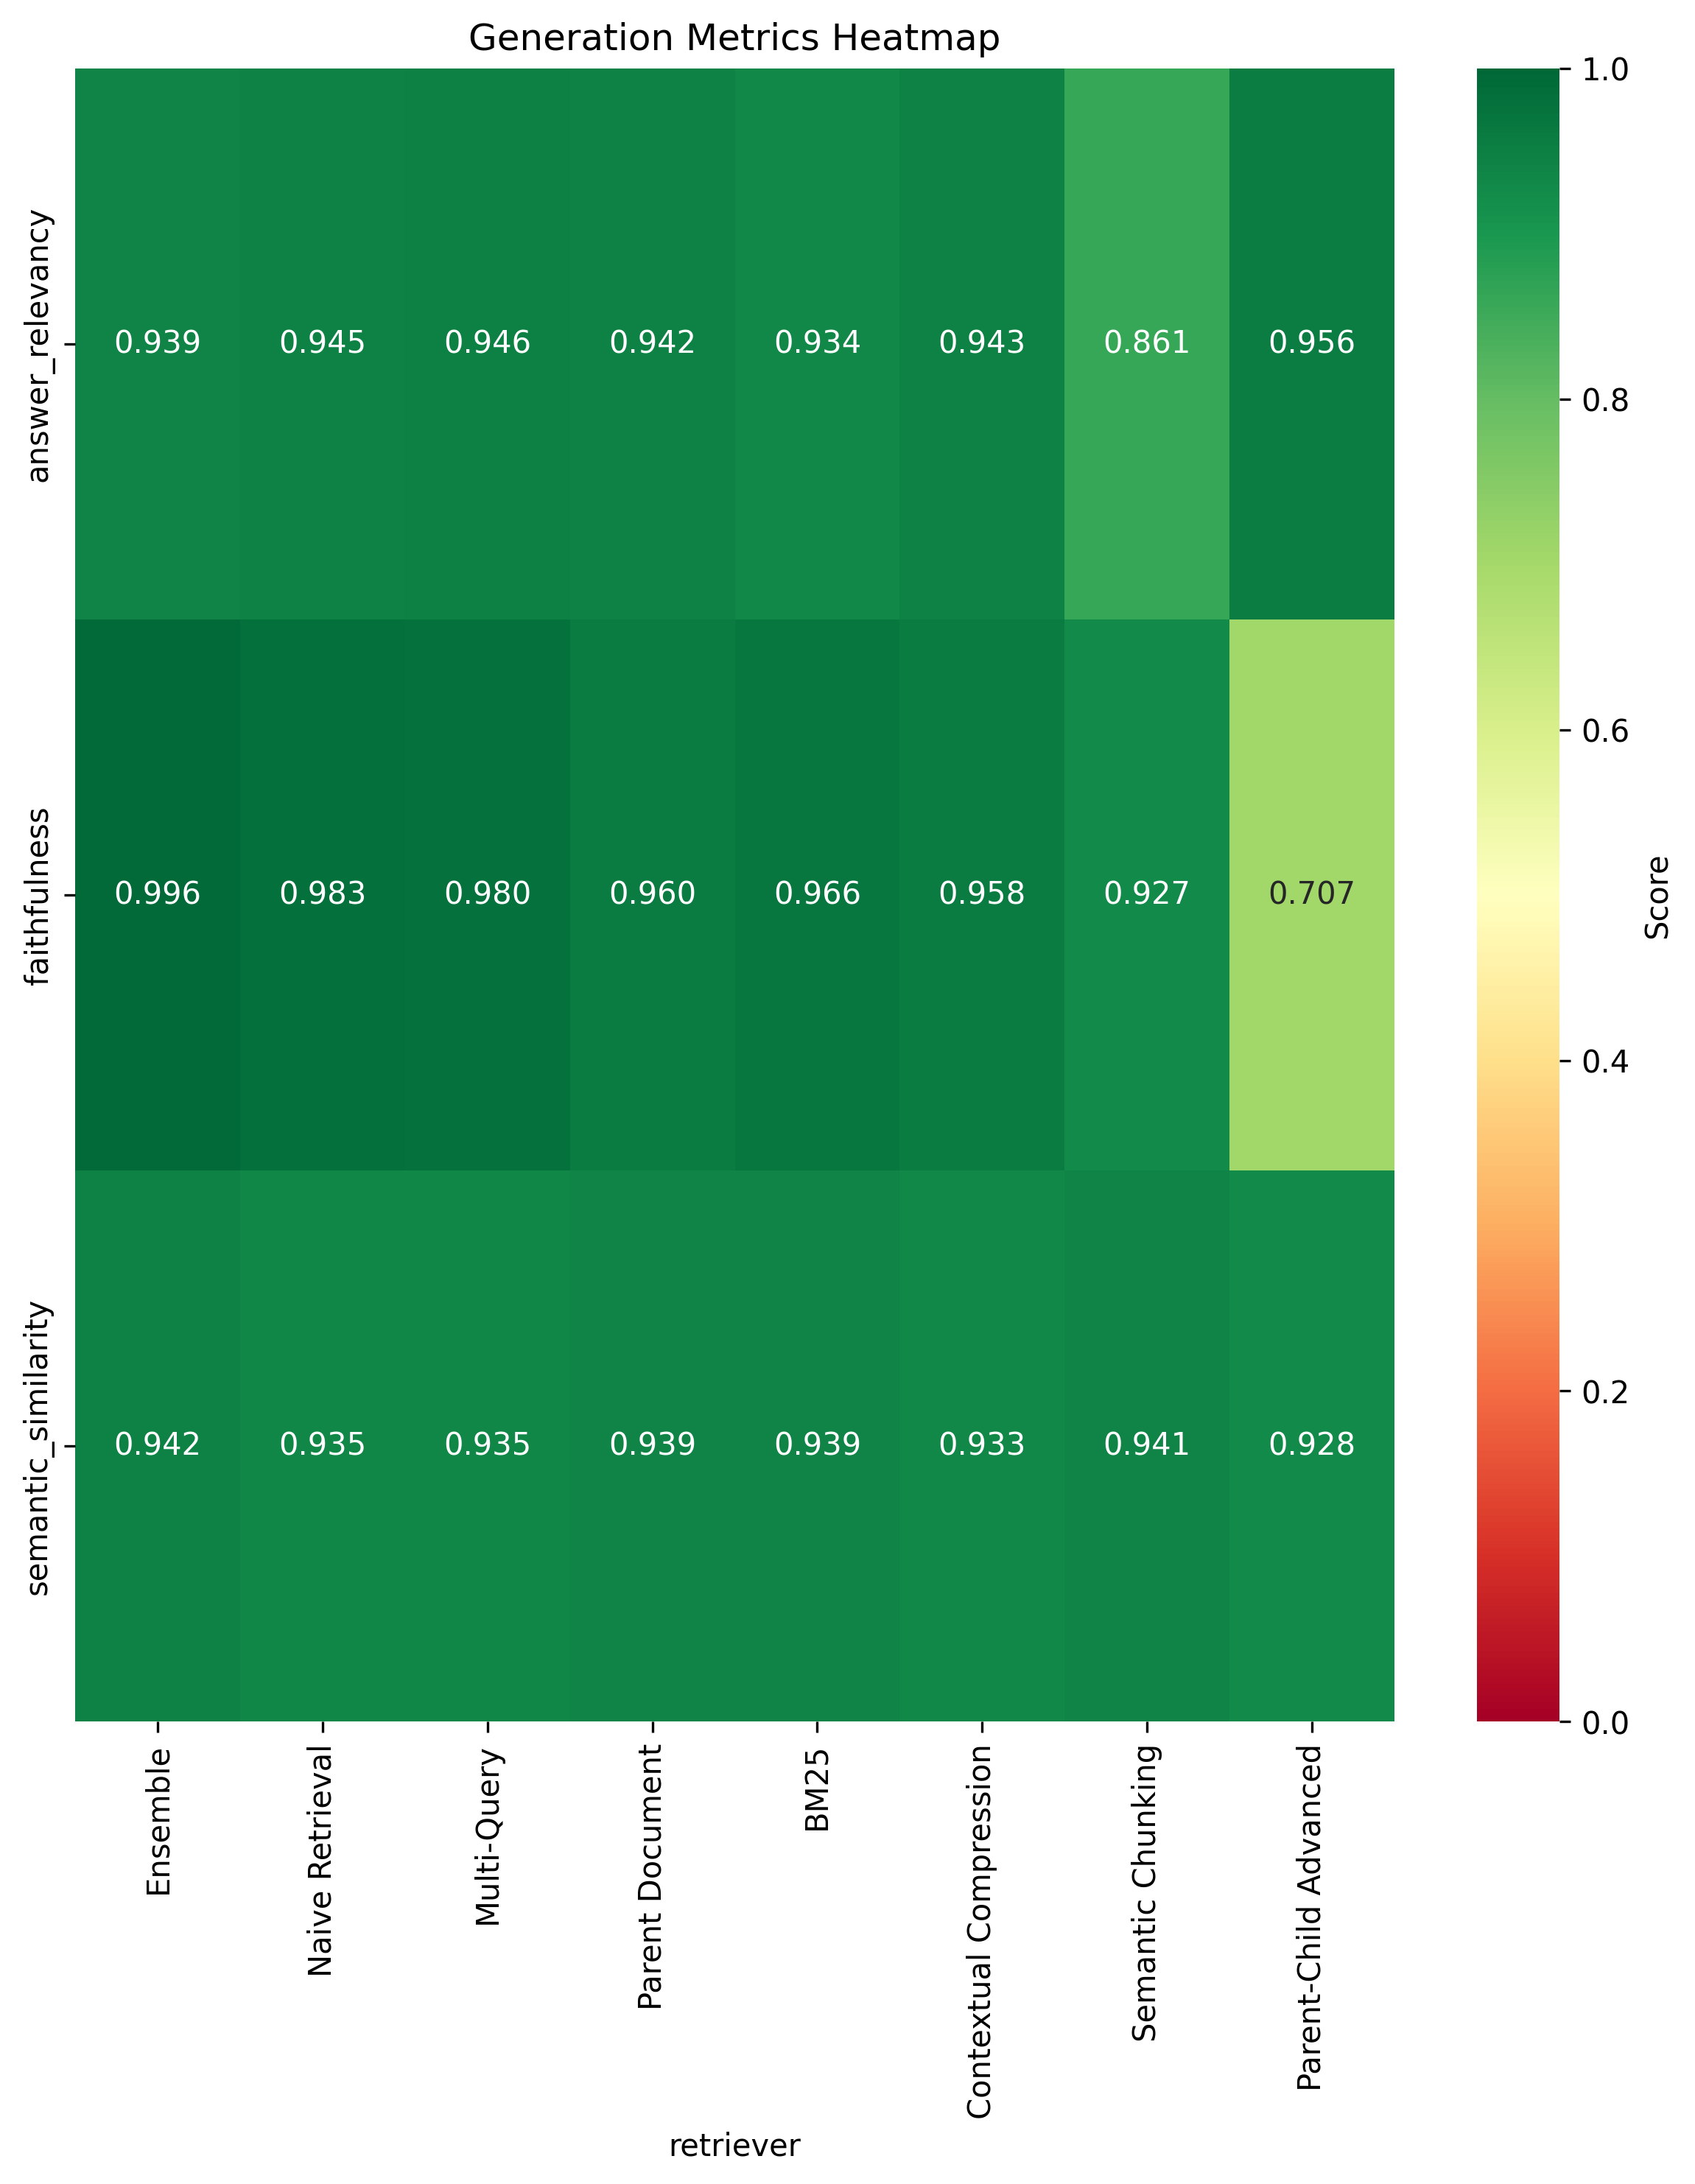 Generation Metrics Heatmap
answer_relevancy
0.939 0.945 0.946 0.942 0.934 0.943 0.861 0.956
faithfulness
0.996 0.983 0.980 0.960 0.966 0.958 0.927 0.707
semantic_similarity
0.942 0.935 0.935 0.939 0.939 0.933 0.941 0.928
Ensemble
Naive Retrieval
Multi-Query
Parent Document
BM25
Contextual Compression
Semantic Chunking
Parent-Child Advanced
retriever
1.0
0.8
0.6
0.4
0.2
0.0
Score